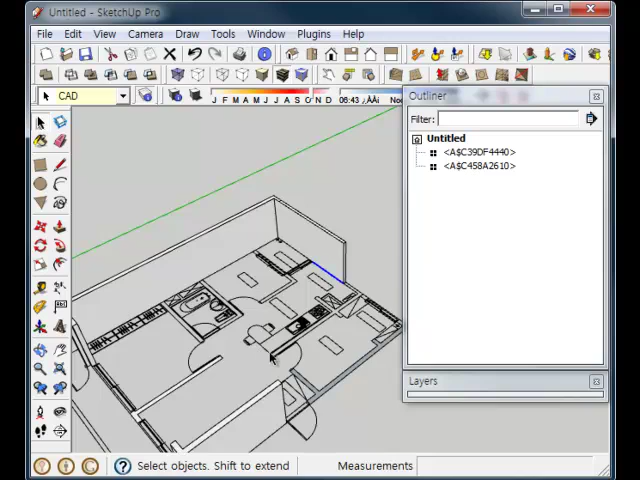 Untitled - SketchUp Pro
File Edit View Camera Draw Tools Window Plugins Help
CAD
J F M A M J J A S O N D 06:43
Outliner
Filter:
Untitled
<A$C39DF4440>
<A$C458A2610>
Layers
Select objects. Shift to extend
Measurements